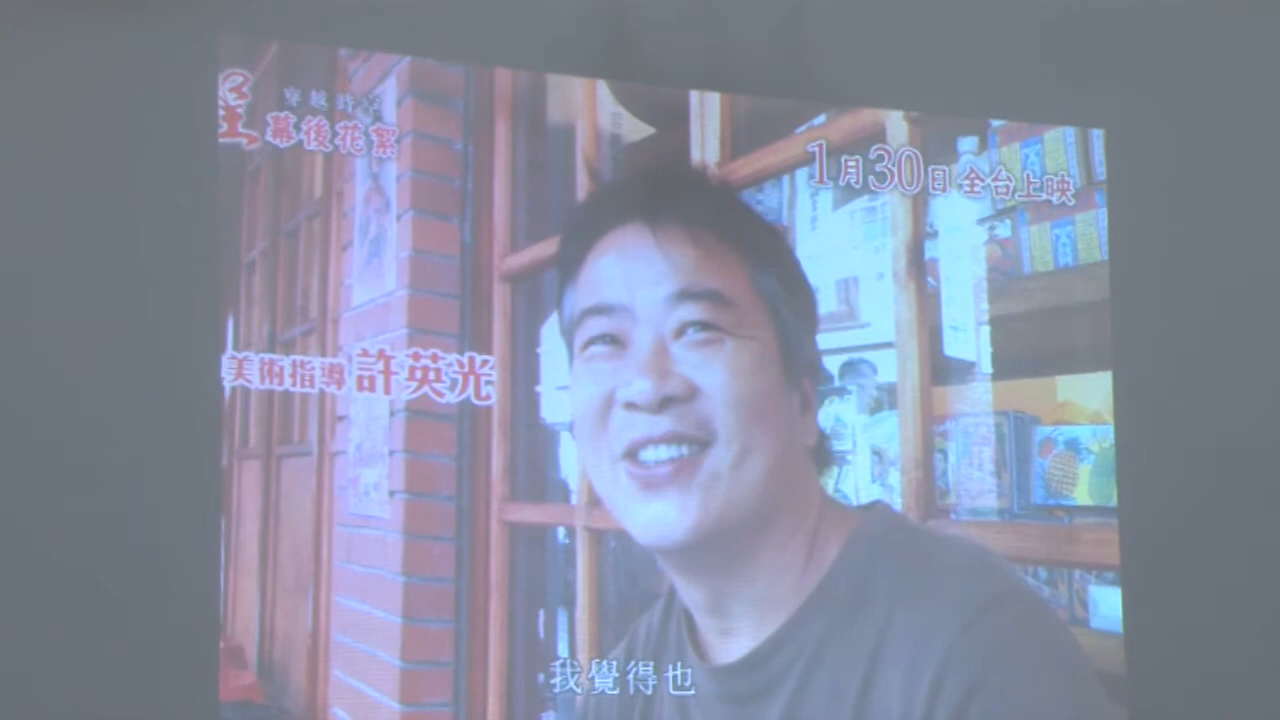 穿越時空
幕後花絮
1月30日 全台上映
美術指導 許英光
我覺得也